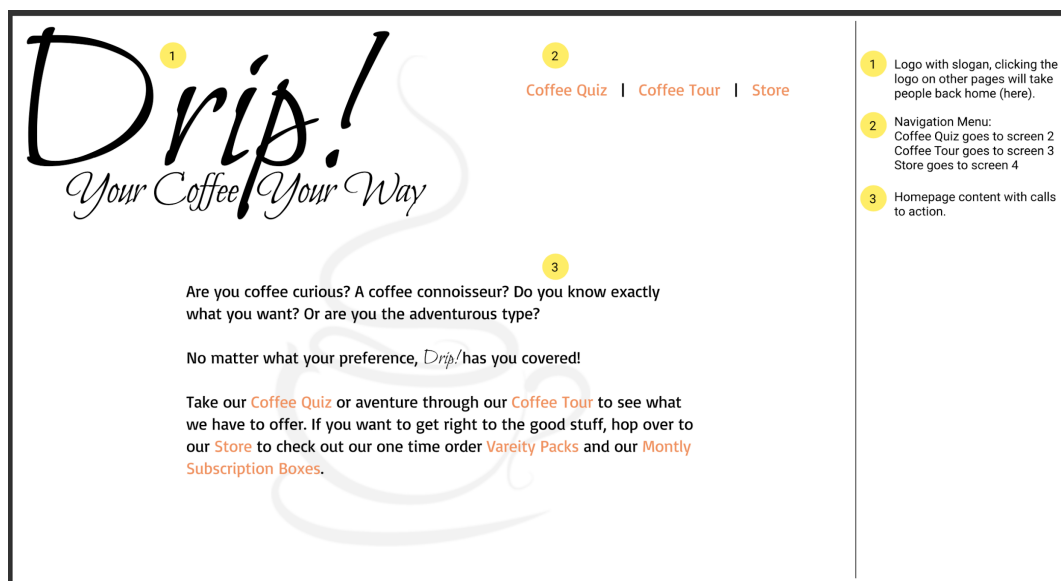 Drip!
Your Coffee Your Way
1
2
Coffee Quiz | Coffee Tour | Store
3
Are you coffee curious? A coffee connoisseur? Do you know exactly
what you want? Or are you the adventurous type?
No matter what your preference, Drip! has you covered!
Take our Coffee Quiz or aventure through our Coffee Tour to see what
we have to offer. If you want to get right to the good stuff, hop over to
our Store to check out our one time order Vareity Packs and our Montly
Subscription Boxes.
1 Logo with slogan, clicking the
logo on other pages will take
people back home (here).
2 Navigation Menu:
Coffee Quiz goes to screen 2
Coffee Tour goes to screen 3
Store goes to screen 4
3 Homepage content with calls
to action.